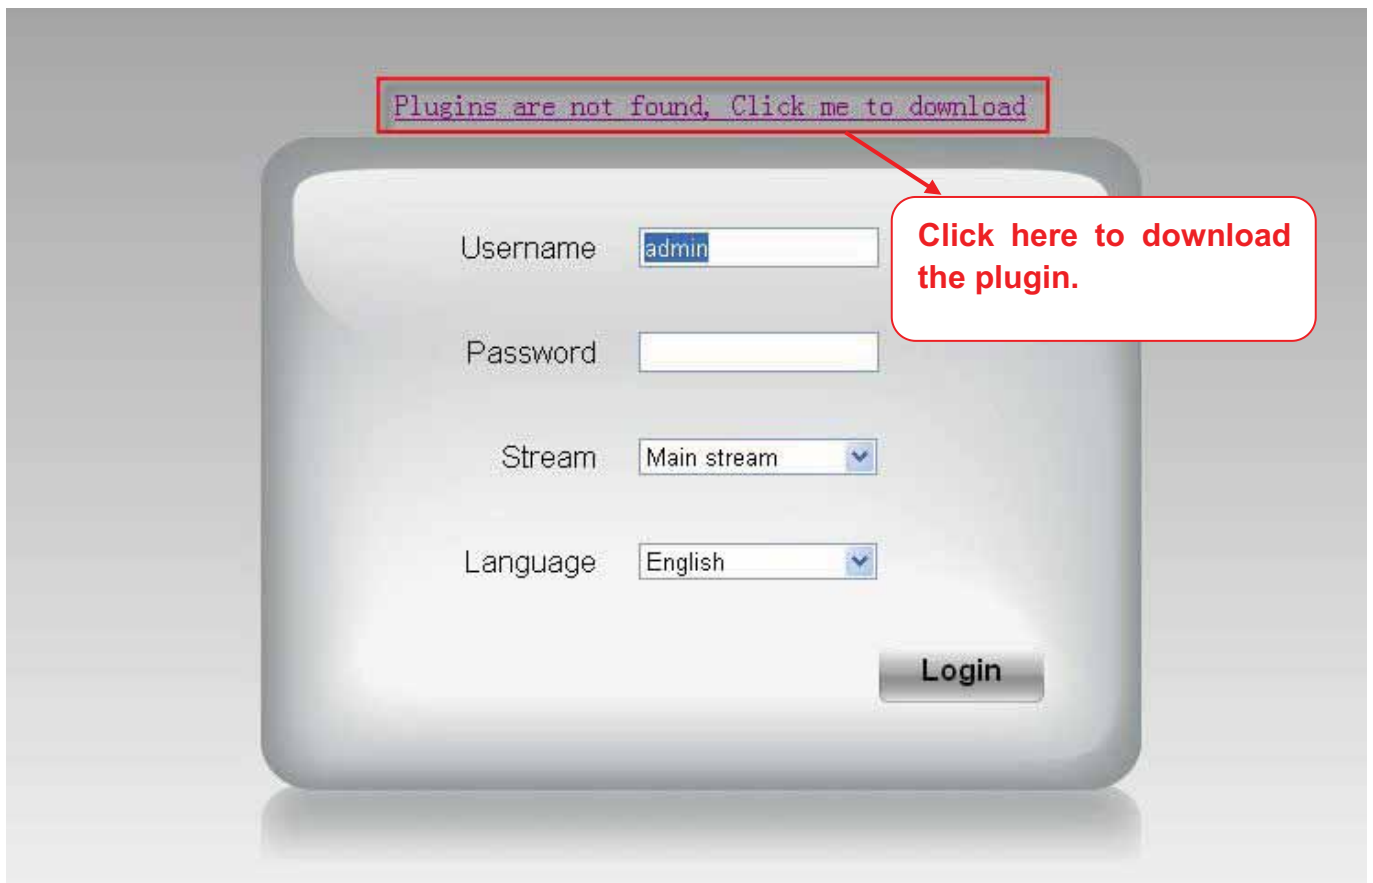 Plugins are not found, Click me to download
Click here to download
the plugin.
Username admin
Password
Stream Main stream
Language English
Login